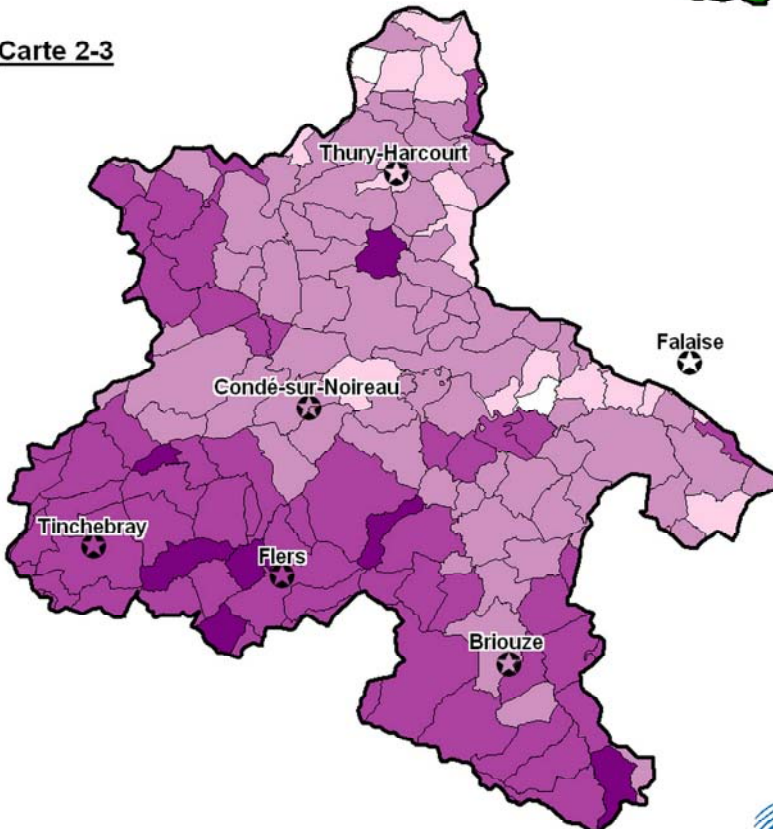 Carte 2-3
Thury-Harcourt
Falaise
Condé-sur-Noireau
Tinchebray
Flers
Briouze